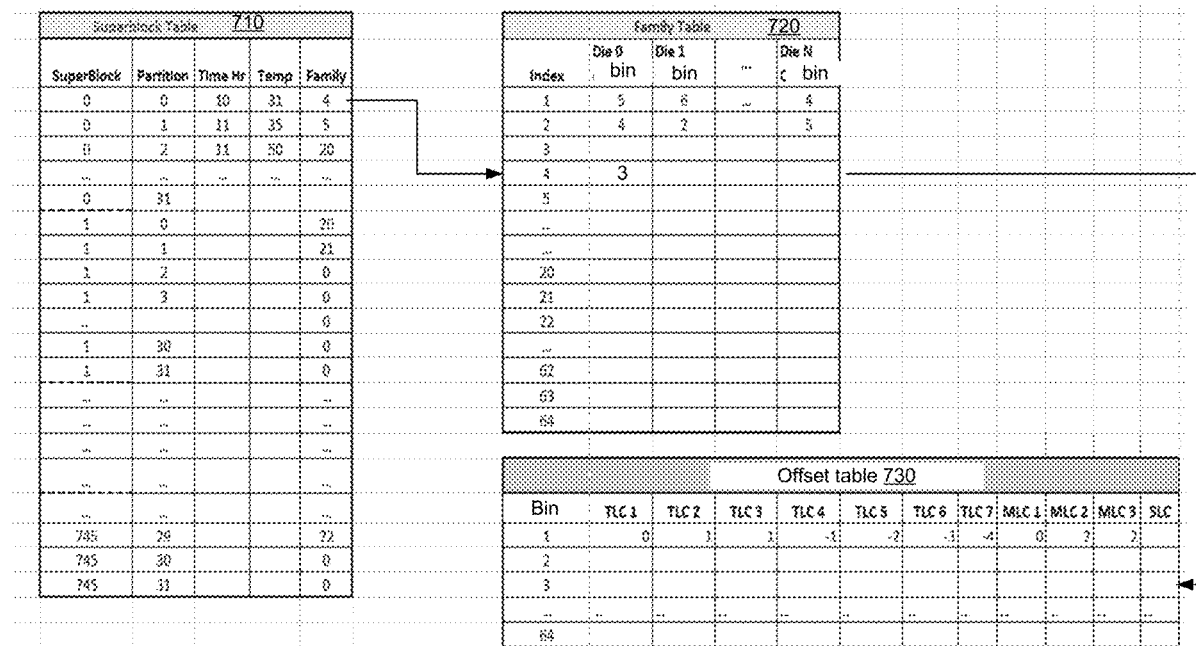 Superblock Table 710
SuperBlock Partition Time Hr Temp Family
0 0 10 31 4
0 1 11 35 5
0 2 11 50 20
... ... ... ... ...
0 31
1 0 20
1 1 21
1 2 0
1 3 0
... 0
1 30 0
1 31 0
... ... ...
... ... ...
... ... ...
... ... ...
... ... ...
745 29 22
745 30 0
745 31 0
Family Table 720
Die 0 Die 1 ... Die N
Index bin bin C bin
1 5 6 ... 4
2 4 2 5
3
4 3
5
...
...
20
21
22
...
62
63
64
Offset table 730
Bin TLC 1 TLC 2 TLC 3 TLC 4 TLC 5 TLC 6 TLC 7 MLC 1 MLC 2 MLC 3 SLC
1 0 1 1 -1 -2 -3 -4 0 2
2
3
... ... ... ... ... ... ... ... ... ... ... ...
64